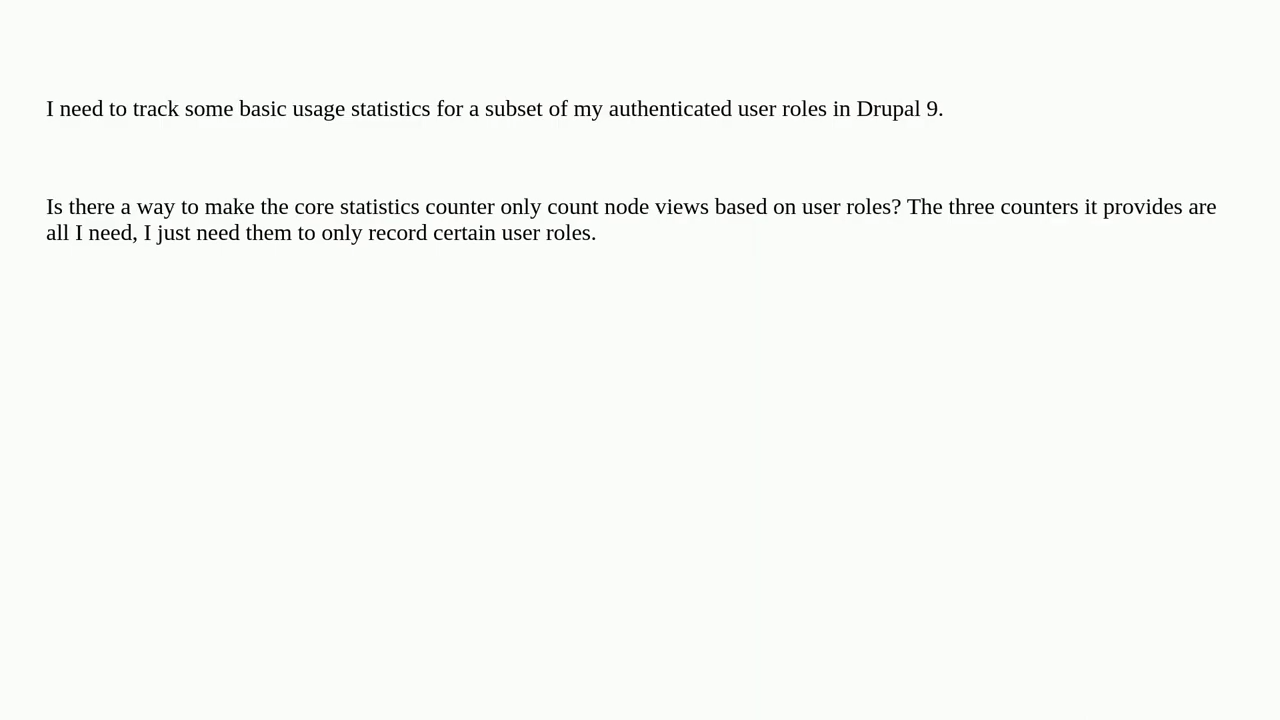 I need to track some basic usage statistics for a subset of my authenticated user roles in Drupal 9.
Is there a way to make the core statistics counter only count node views based on user roles? The three counters it provides are
all I need, I just need them to only record certain user roles.